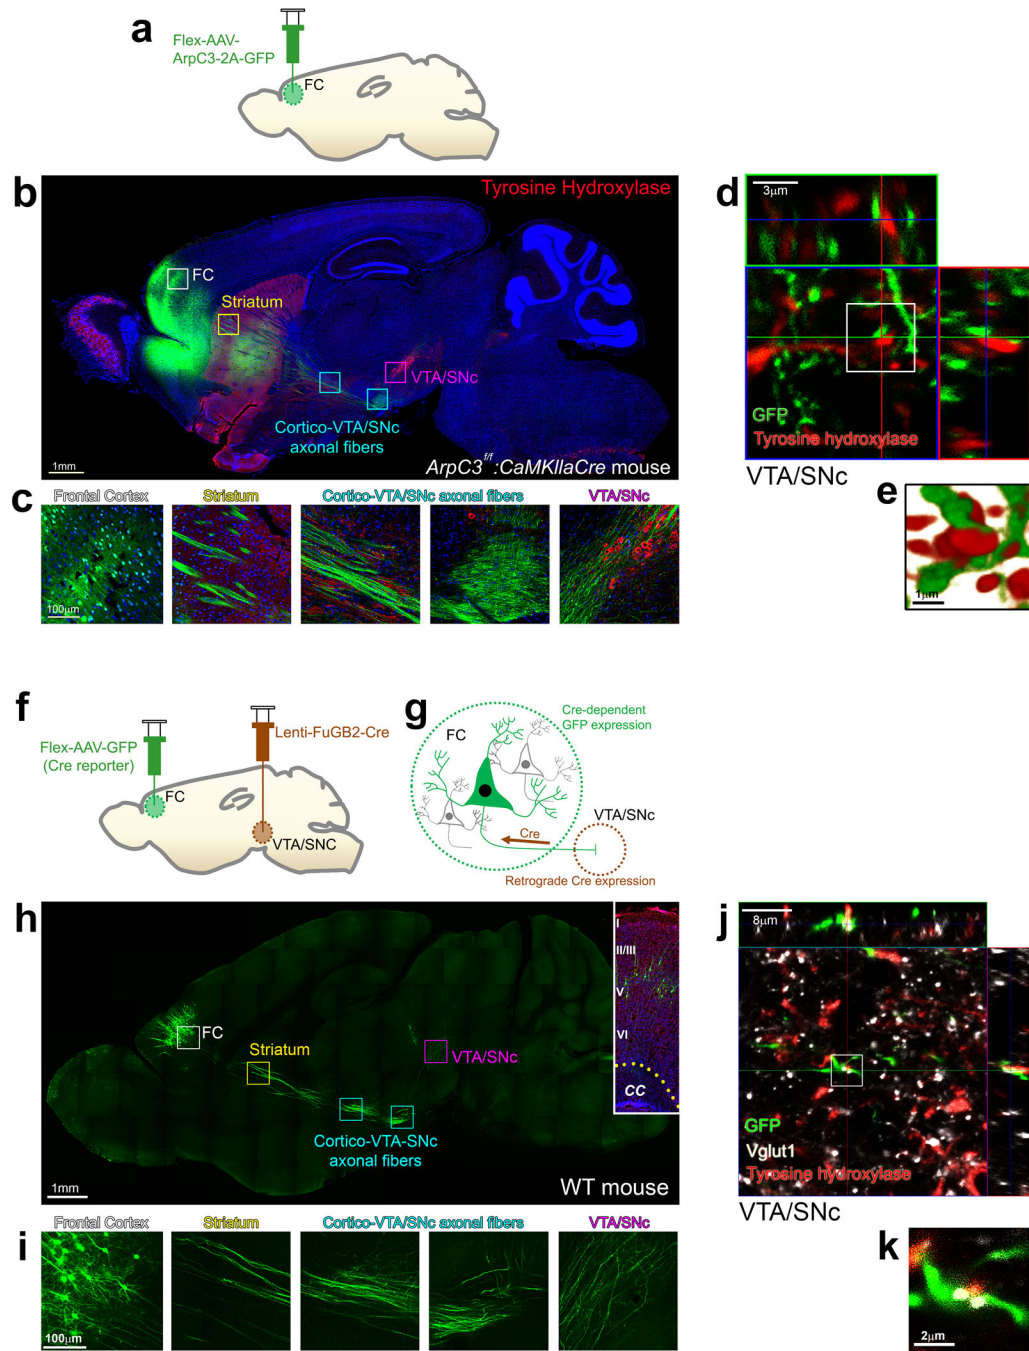 a
Flex-AAV-
ArpC3-2A-GFP
FC
b
Tyrosine Hydroxylase
FC
Striatum
VTA/SNc
Cortico-VTA/SNc
axonal fibers
1mm
ArpC3f/f:CaMKIIaCre mouse
c
Frontal Cortex
Striatum
Cortico-VTA/SNc axonal fibers
VTA/SNc
100µm
d
3µm
GFP
Tyrosine hydroxylase
VTA/SNc
e
1µm
f
Flex-AAV-GFP
(Cre reporter)
Lenti-FuGB2-Cre
FC
VTA/SNC
g
FC
Cre-dependent
GFP expression
VTA/SNc
Cre
Retrograde Cre expression
h
FC
Striatum
VTA/SNc
Cortico-VTA-SNc
axonal fibers
1mm
WT mouse
I
II/III
V
VI
CC
i
Frontal Cortex
Striatum
Cortico-VTA/SNc axonal fibers
VTA/SNc
100µm
j
8µm
GFP
Vglut1
Tyrosine hydroxylase
VTA/SNc
k
2µm